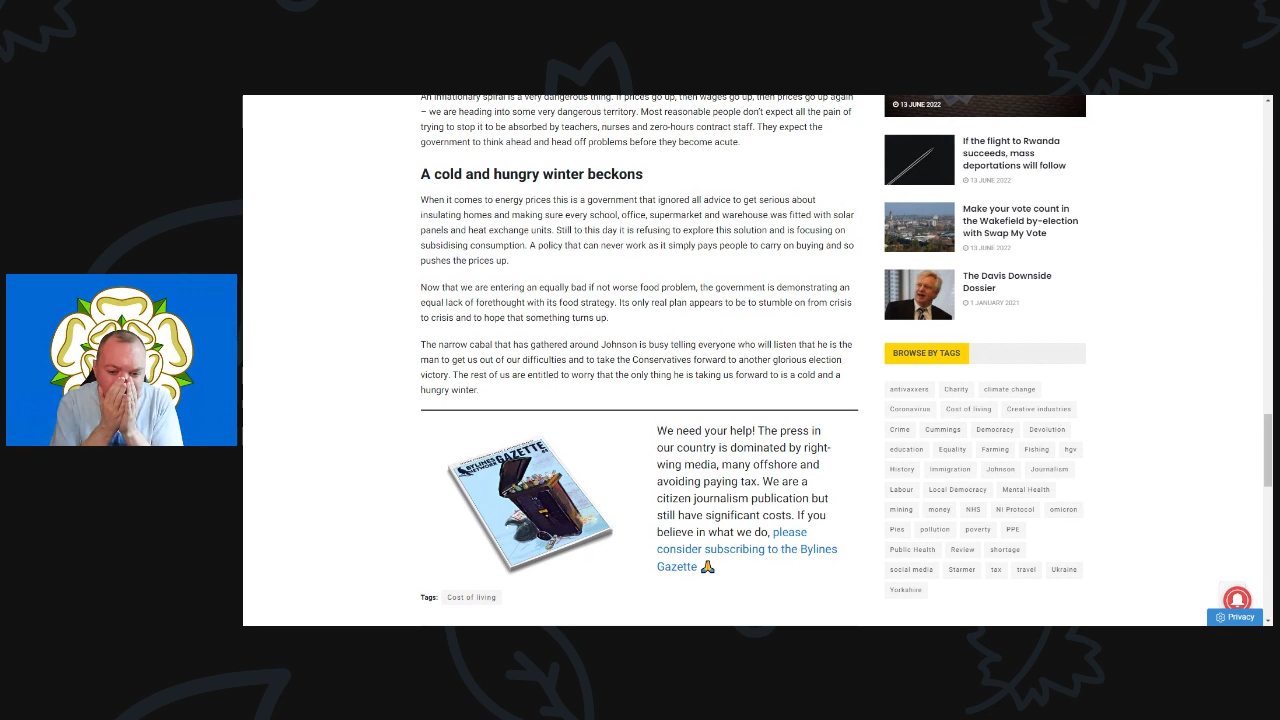 An inflationary spiral is a very dangerous thing. If prices go up, then wages go up, then prices go up again
– we are heading into some very dangerous territory. Most reasonable people don't expect all the pain of
trying to stop it to be absorbed by teachers, nurses and zero-hours contract staff. They expect the
government to think ahead and head off problems before they become acute.
A cold and hungry winter beckons
When it comes to energy prices this is a government that ignored all advice to get serious about
insulating homes and making sure every school, office, supermarket and warehouse was fitted with solar
panels and heat exchange units. Still to this day it is refusing to explore this solution and is focusing on
subsidising consumption. A policy that can never work as it simply pays people to carry on buying and so
pushes the prices up.
Now that we are entering an equally bad if not worse food problem, the government is demonstrating an
equal lack of forethought with its food strategy. Its only real plan appears to be to stumble on from crisis
to crisis and to hope that something turns up.
The narrow cabal that has gathered around Johnson is busy telling everyone who will listen that he is the
man to get us out of our difficulties and to take the Conservatives forward to another glorious election
victory. The rest of us are entitled to worry that the only thing he is taking us forward to is a cold and a
hungry winter.
GAZETTE
We need your help! The press in
our country is dominated by right-
wing media, many offshore and
avoiding paying tax. We are a
citizen journalism publication but
still have significant costs. If you
believe in what we do, please
consider subscribing to the Bylines
Gazette 🙏
Tags: Cost of living
13 JUNE 2022
If the flight to Rwanda
succeeds, mass
deportations will follow
13 JUNE 2022
Make your vote count in
the Wakefield by-election
with Swap My Vote
13 JUNE 2022
The Davis Downside
Dossier
1 JANUARY 2021
BROWSE BY TAGS
antivaxxers Charity climate change
Coronavirus Cost of living Creative industries
Crime Cummings Democracy Devolution
education Equality Farming Fishing hgv
History Immigration Johnson Journalism
Labour Local Democracy Mental Health
mining money NHS NI Protocol omicron
Pies pollution poverty PPE
Public Health Review shortage
social media Starmer tax travel Ukraine
Yorkshire
Privacy